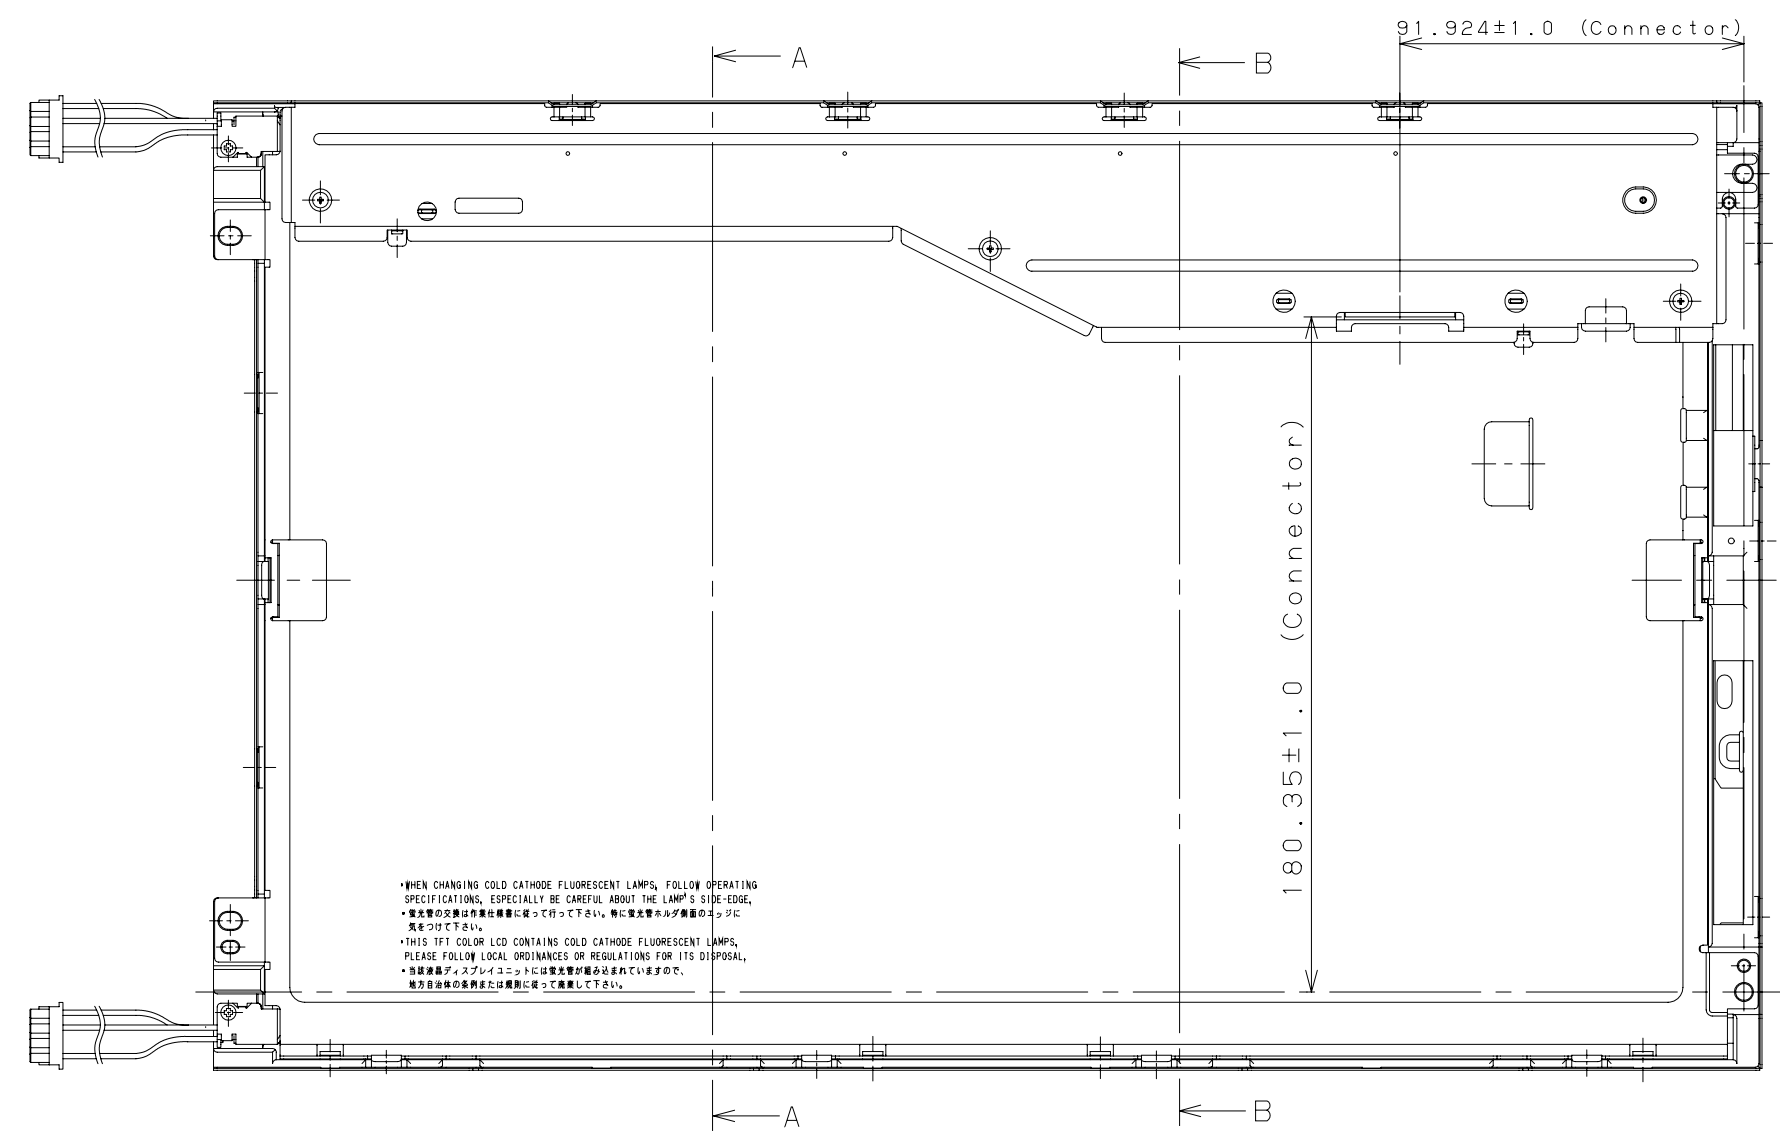 91.924±1.0 (Connector)
A
B
180.35±1.0 (Connector)
・WHEN CHANGING COLD CATHODE FLUORESCENT LAMPS, FOLLOW OPERATING
SPECIFICATIONS, ESPECIALLY BE CAREFUL ABOUT THE LAMP'S SIDE-EDGE,
・蛍光管の交換は作業仕様書に従って行って下さい。特に蛍光管ホルダ側面のエッジに
気をつけて下さい。
・THIS TFT COLOR LCD CONTAINS COLD CATHODE FLUORESCENT LAMPS,
PLEASE FOLLOW LOCAL ORDINANCES OR REGULATIONS FOR ITS DISPOSAL,
・当該液晶ディスプレイユニットには蛍光管が組み込まれていますので、
地方自治体の条例または規則に従って廃棄して下さい。
A
B